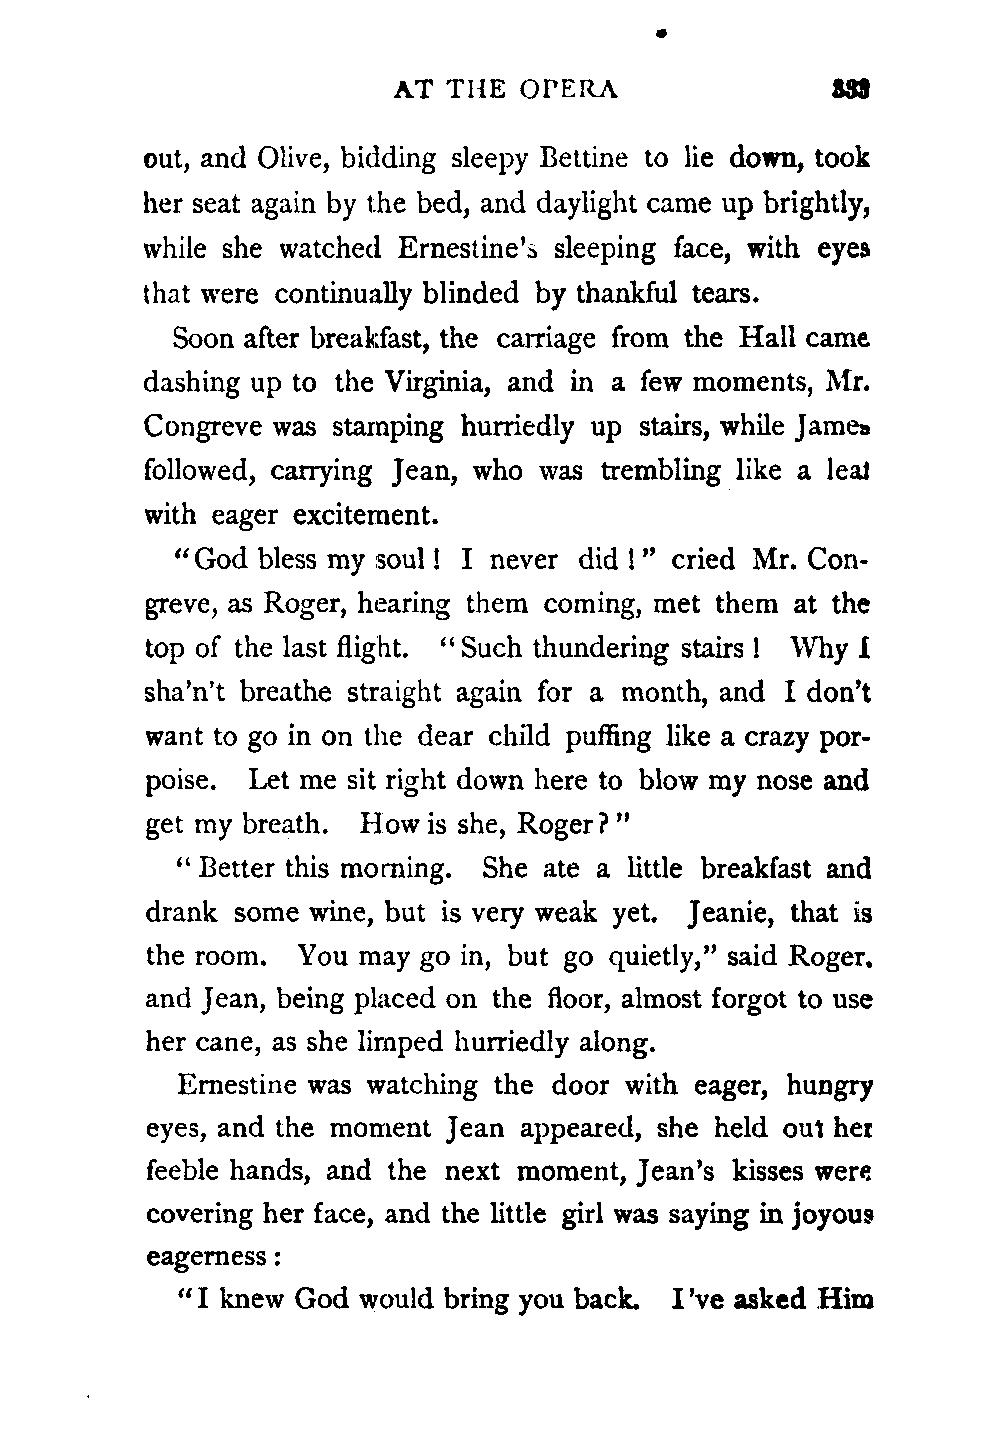 AT THE OPERA 339
out, and Olive, bidding sleepy Bettine to lie down, took
her seat again by the bed, and daylight came up brightly,
while she watched Ernestine's sleeping face, with eyes
that were continually blinded by thankful tears.
Soon after breakfast, the carriage from the Hall came
dashing up to the Virginia, and in a few moments, Mr.
Congreve was stamping hurriedly up stairs, while James
followed, carrying Jean, who was trembling like a leaf
with eager excitement.
"God bless my soul! I never did!" cried Mr. Con-
greve, as Roger, hearing them coming, met them at the
top of the last flight. "Such thundering stairs! Why I
sha'n't breathe straight again for a month, and I don't
want to go in on the dear child puffing like a crazy por-
poise. Let me sit right down here to blow my nose and
get my breath. How is she, Roger?"
"Better this morning. She ate a little breakfast and
drank some wine, but is very weak yet. Jeanie, that is
the room. You may go in, but go quietly," said Roger.
and Jean, being placed on the floor, almost forgot to use
her cane, as she limped hurriedly along.
Ernestine was watching the door with eager, hungry
eyes, and the moment Jean appeared, she held out her
feeble hands, and the next moment, Jean's kisses were
covering her face, and the little girl was saying in joyous
eagerness:
"I knew God would bring you back. I've asked Him